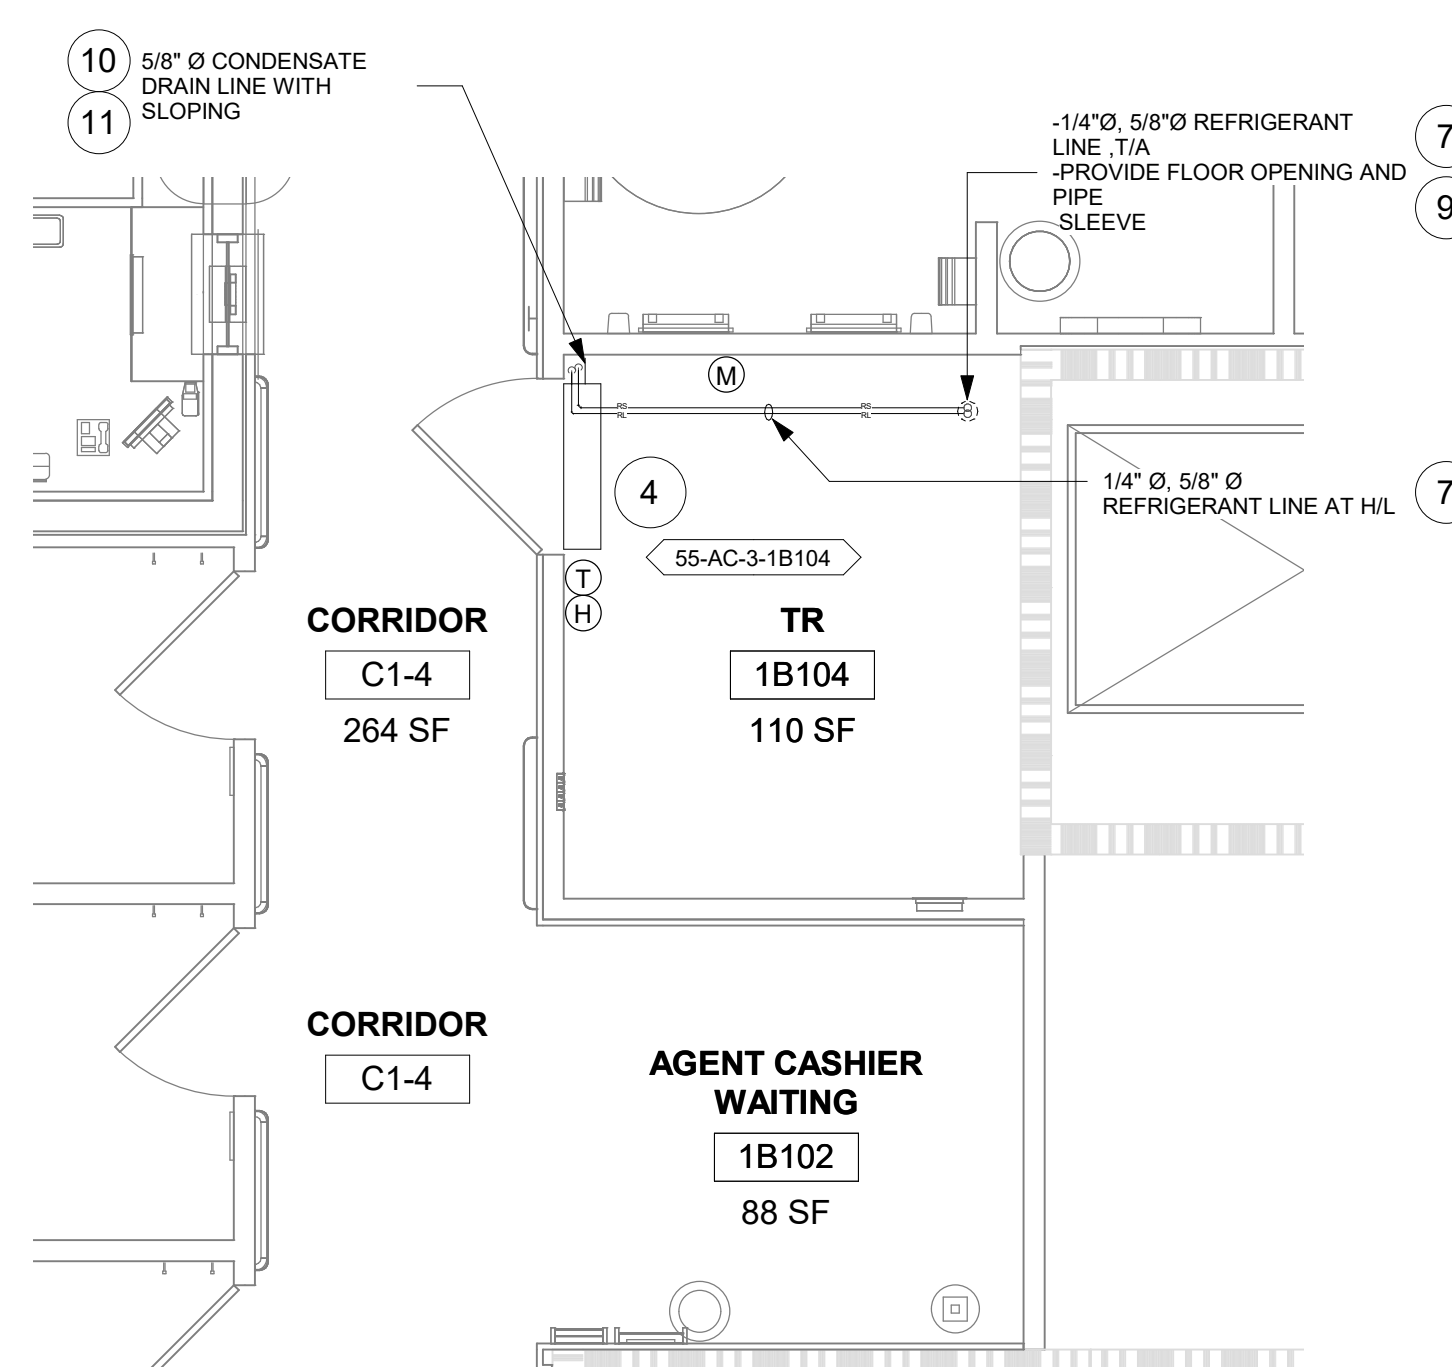 10
11
5/8" Ø CONDENSATE
DRAIN LINE WITH
SLOPING
-1/4"Ø, 5/8"Ø REFRIGERANT
LINE ,T/A
-PROVIDE FLOOR OPENING AND
PIPE
SLEEVE
7
9
M
RS
RL
RS
RL
4
1/4" Ø, 5/8" Ø
REFRIGERANT LINE AT H/L
7
55-AC-3-1B104
T
H
CORRIDOR
C1-4
264 SF
TR
1B104
110 SF
CORRIDOR
C1-4
AGENT CASHIER
WAITING
1B102
88 SF